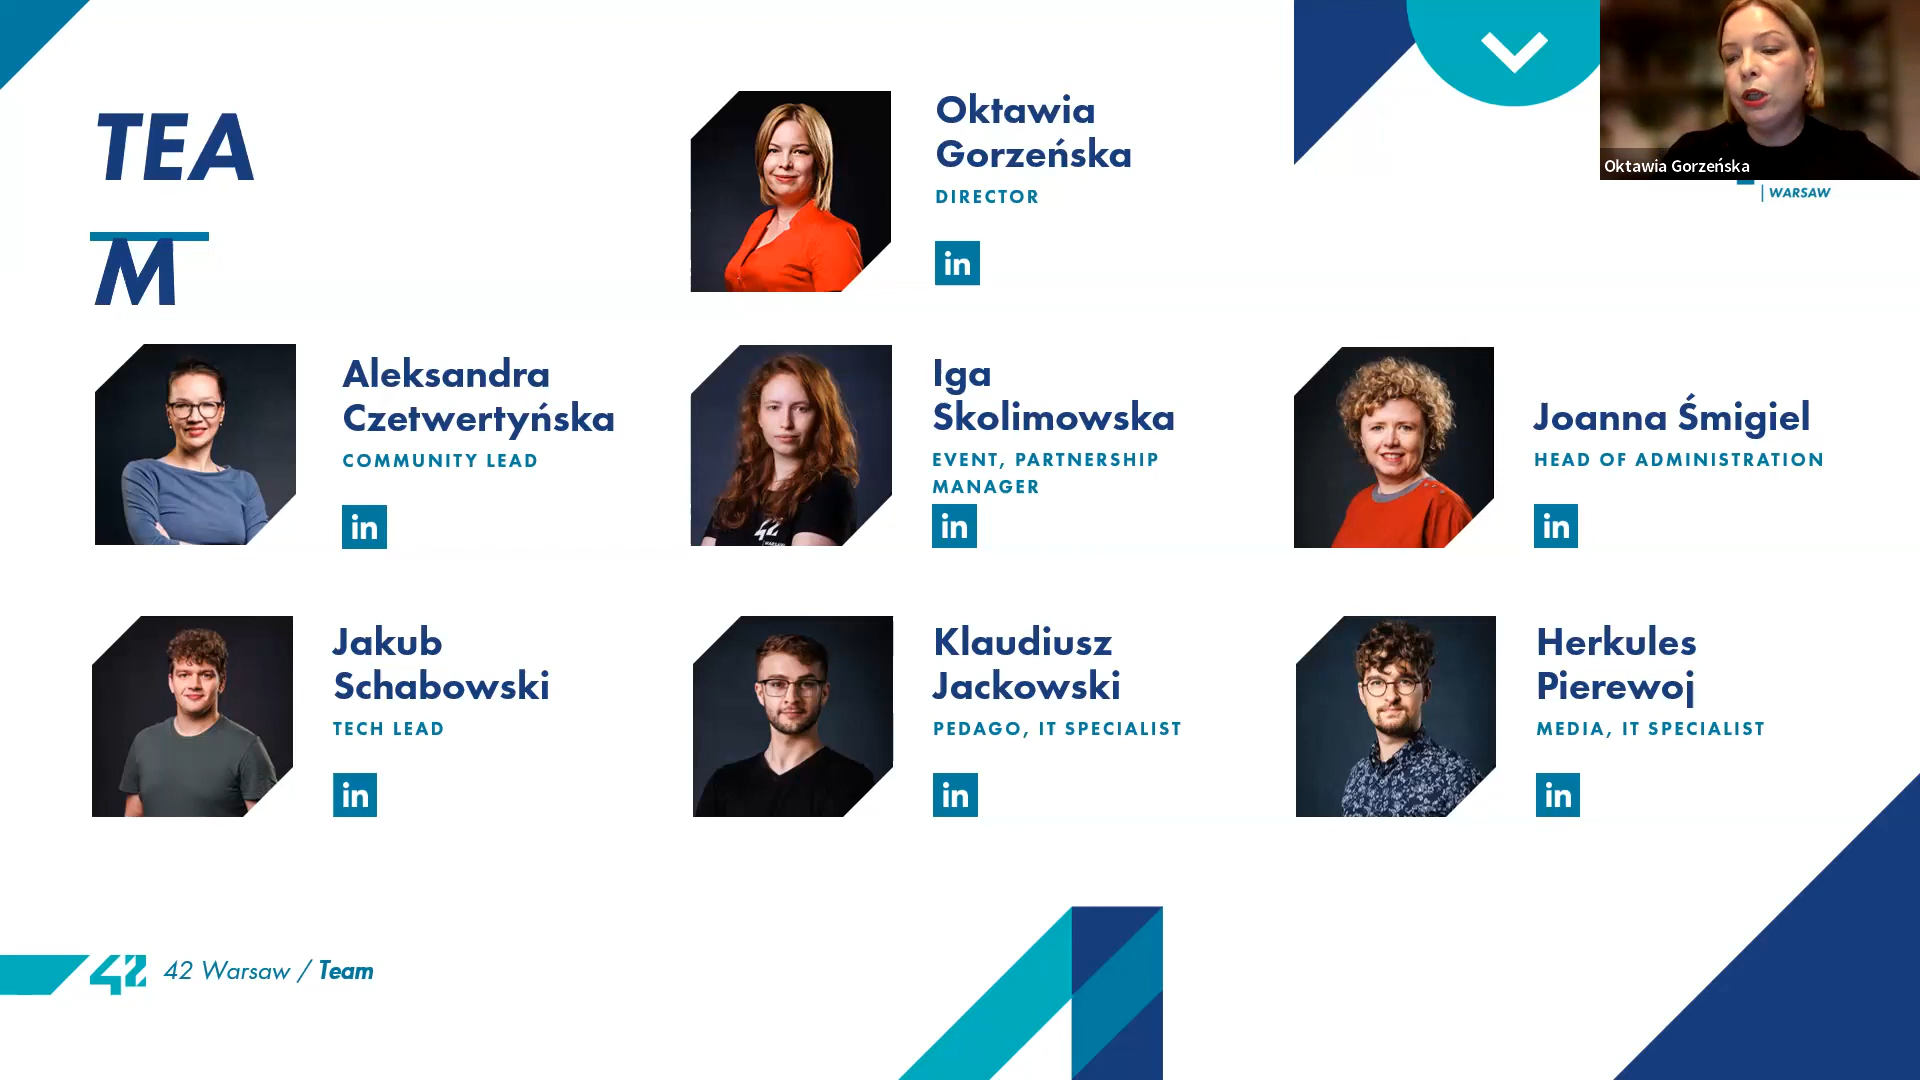 TEA
M
Oktawia
Gorzeńska
DIRECTOR
in
Oktawia Gorzeńska
| WARSAW
Aleksandra
Czetwertyńska
COMMUNITY LEAD
in
Iga
Skolimowska
EVENT, PARTNERSHIP
MANAGER
in
42
WARSAW
Joanna Śmigiel
HEAD OF ADMINISTRATION
in
Jakub
Schabowski
TECH LEAD
in
Klaudiusz
Jackowski
PEDAGO, IT SPECIALIST
in
Herkules
Pierewoj
MEDIA, IT SPECIALIST
in
42 42 Warsaw / Team